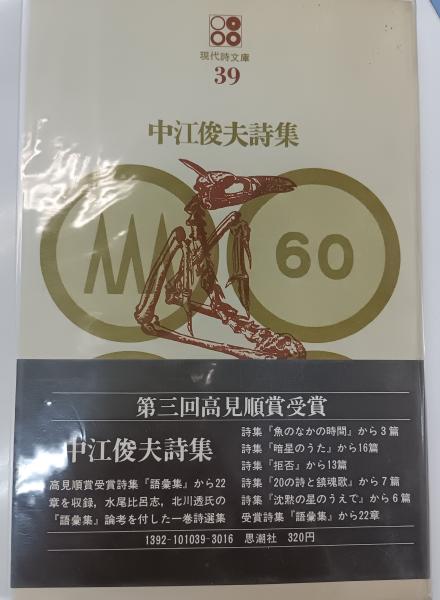 現代詩文庫
39
中江俊夫詩集
60
第三回高見順賞受賞
中江俊夫詩集
高見順賞受賞詩集『語彙集』から22
章を収録，水尾比呂志，北川透氏の
『語彙集』論考を付した一巻詩選集
詩集『魚のなかの時間』から3篇
詩集『暗星のうた』から16篇
詩集『拒否』から13篇
詩集『20の詩と鎮魂歌』から7篇
詩集『沈黙の星のうえで』から6篇
受賞詩集『語彙集』から22章
1392-101039-3016 思潮社 320円